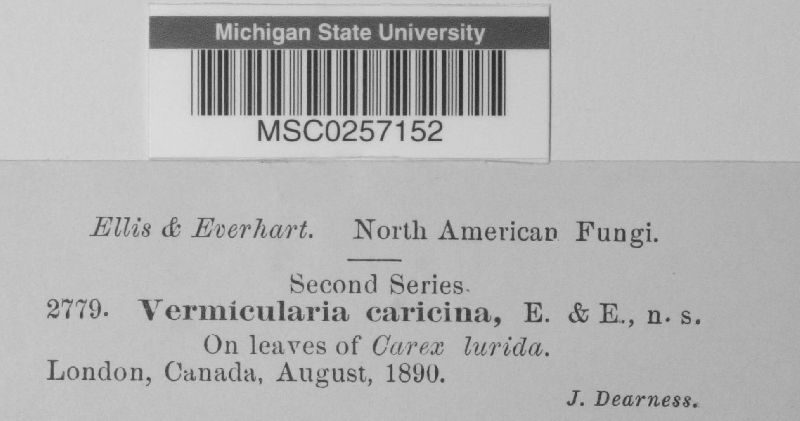 Michigan State University
MSC0257152
Ellis & Everhart. North American Fungi.
Second Series.
2779. Vermicularia caricina, E. & E., n. s.
On leaves of Carex lurida.
London, Canada, August, 1890.
J. Dearness.